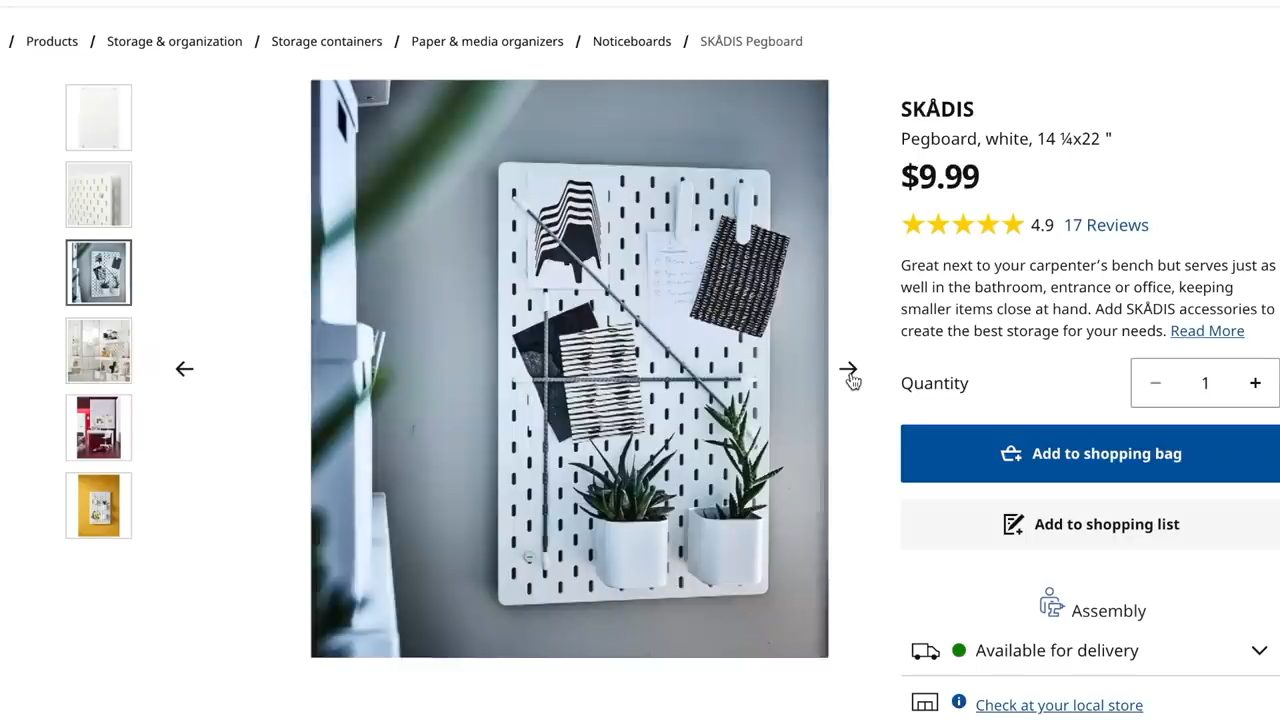 / Products / Storage & organization / Storage containers / Paper & media organizers / Noticeboards / SKÅDIS Pegboard
SKÅDIS
Pegboard, white, 14 ¼x22 "
$9.99
4.9 17 Reviews
Great next to your carpenter’s bench but serves just as
well in the bathroom, entrance or office, keeping
smaller items close at hand. Add SKÅDIS accessories to
create the best storage for your needs. Read More
Quantity
− 1 +
Add to shopping bag
Add to shopping list
Assembly
Available for delivery
Check at your local store